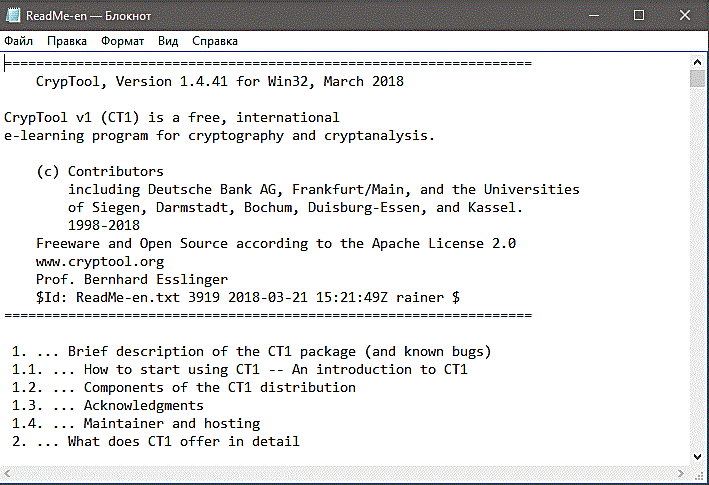 ReadMe-en — Блокнот
Файл Правка Формат Вид Справка
==================================================================
CrypTool, Version 1.4.41 for Win32, March 2018
CrypTool v1 (CT1) is a free, international
e-learning program for cryptography and cryptanalysis.
(c) Contributors
including Deutsche Bank AG, Frankfurt/Main, and the Universities
of Siegen, Darmstadt, Bochum, Duisburg-Essen, and Kassel.
1998-2018
Freeware and Open Source according to the Apache License 2.0
www.cryptool.org
Prof. Bernhard Esslinger
$Id: ReadMe-en.txt 3919 2018-03-21 15:21:49Z rainer $
==================================================================
1. ... Brief description of the CT1 package (and known bugs)
1.1. ... How to start using CT1 -- An introduction to CT1
1.2. ... Components of the CT1 distribution
1.3. ... Acknowledgments
1.4. ... Maintainer and hosting
2. ... What does CT1 offer in detail